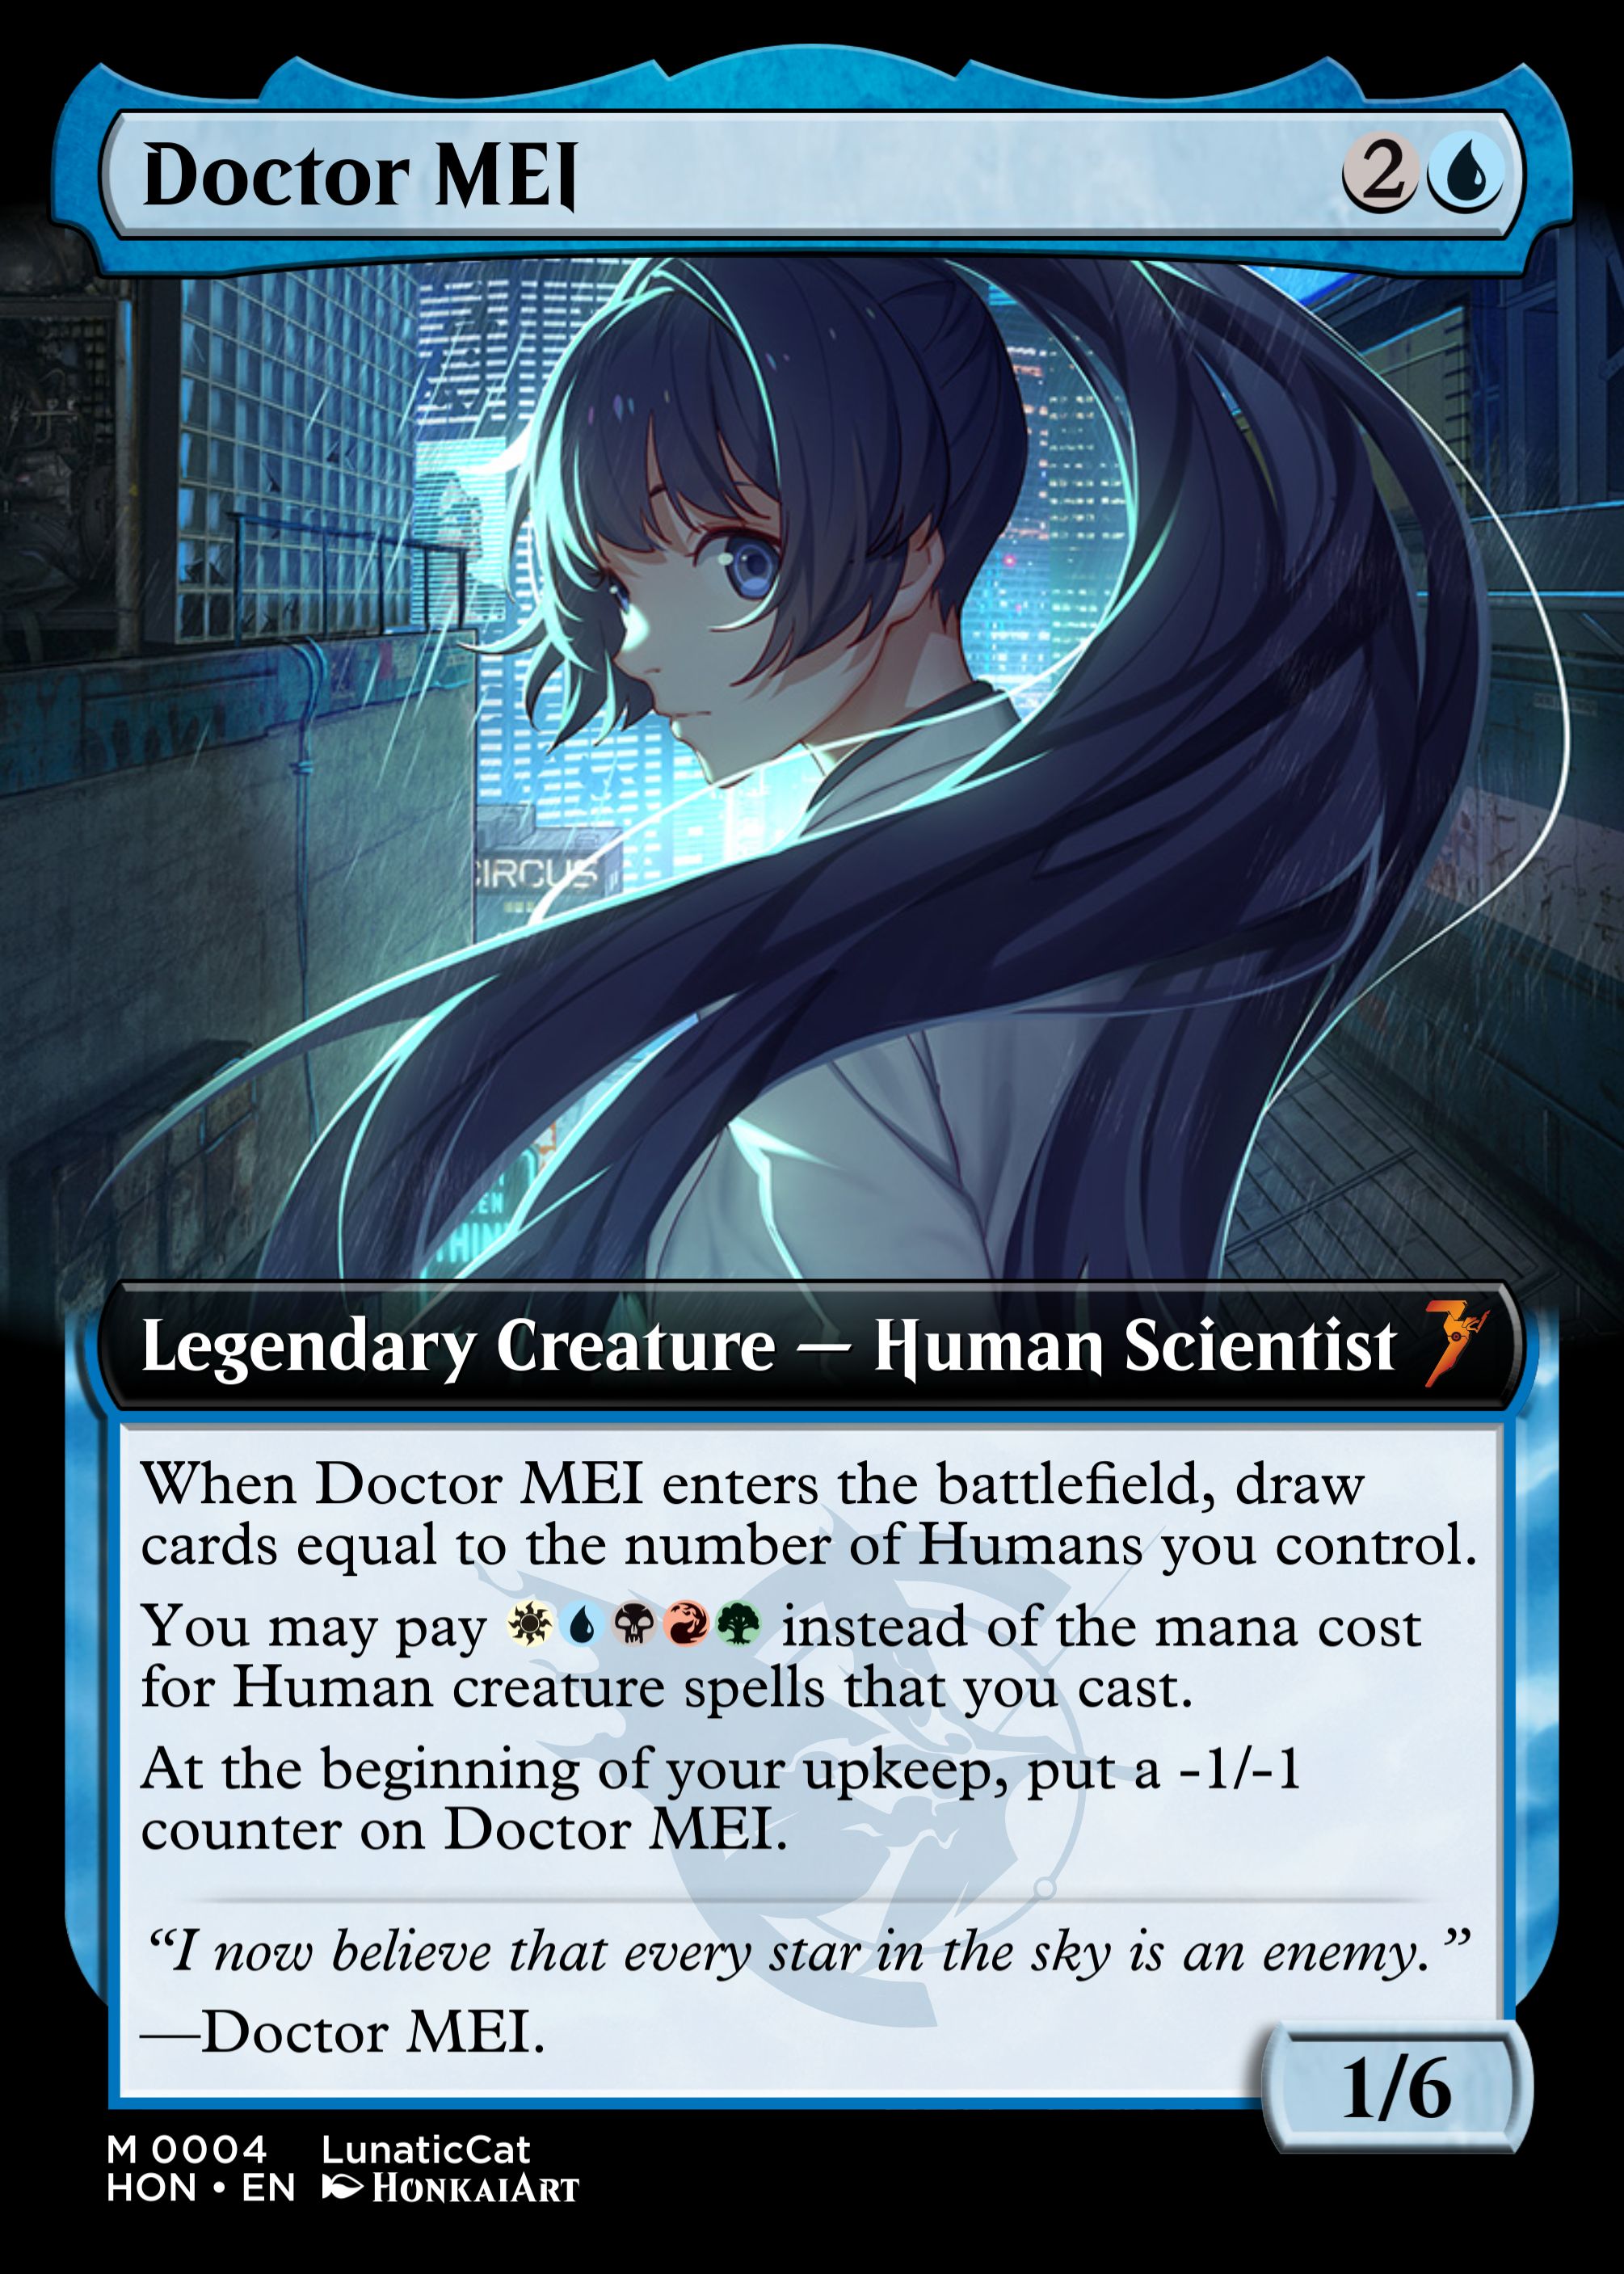 Doctor MEI 2
CIRCUS
EN
THIN
Legendary Creature — Human Scientist
When Doctor MEI enters the battlefield, draw
cards equal to the number of Humans you control.
You may pay instead of the mana cost
for Human creature spells that you cast.
At the beginning of your upkeep, put a -1/-1
counter on Doctor MEI.
“I now believe that every star in the sky is an enemy.”
—Doctor MEI.
1/6
M 0004 LunaticCat
HON • EN HONKAIART